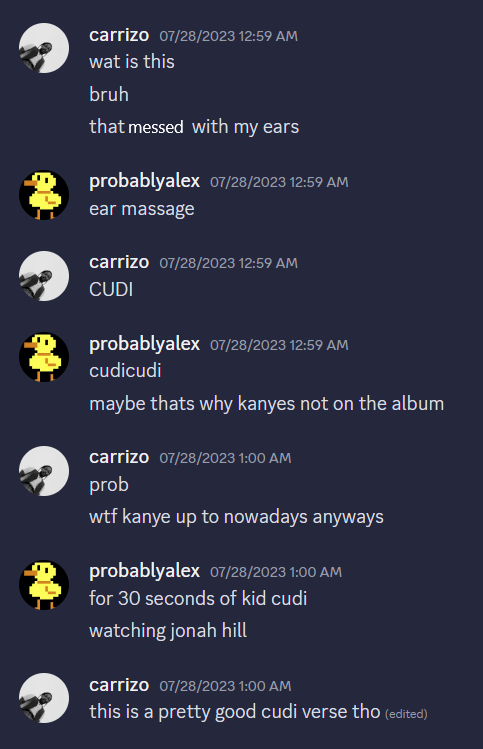 carrizo 07/28/2023 12:59 AM
wat is this
bruh
that messed with my ears
probablyalex 07/28/2023 12:59 AM
ear massage
carrizo 07/28/2023 12:59 AM
CUDI
probablyalex 07/28/2023 12:59 AM
cudicudi
maybe thats why kanyes not on the album
carrizo 07/28/2023 1:00 AM
prob
wtf kanye up to nowadays anyways
probablyalex 07/28/2023 1:00 AM
for 30 seconds of kid cudi
watching jonah hill
carrizo 07/28/2023 1:00 AM
this is a pretty good cudi verse tho (edited)